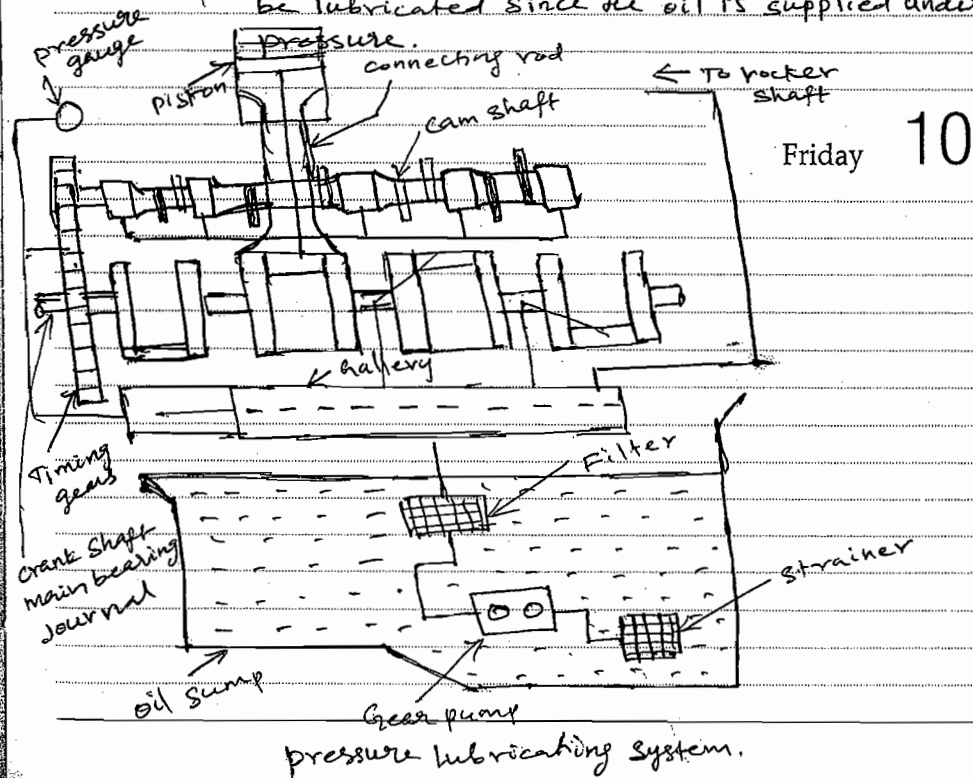 be lubricated since the oil is supplied under
pressure.
pressure
gauge
piston
connecting rod
cam shaft
← To rocker
shaft
Friday 10
Gallery
Timing
gears
Filter
crank shaft
main bearing
Journal
strainer
oil sump
Gear pump
pressure lubricating system.